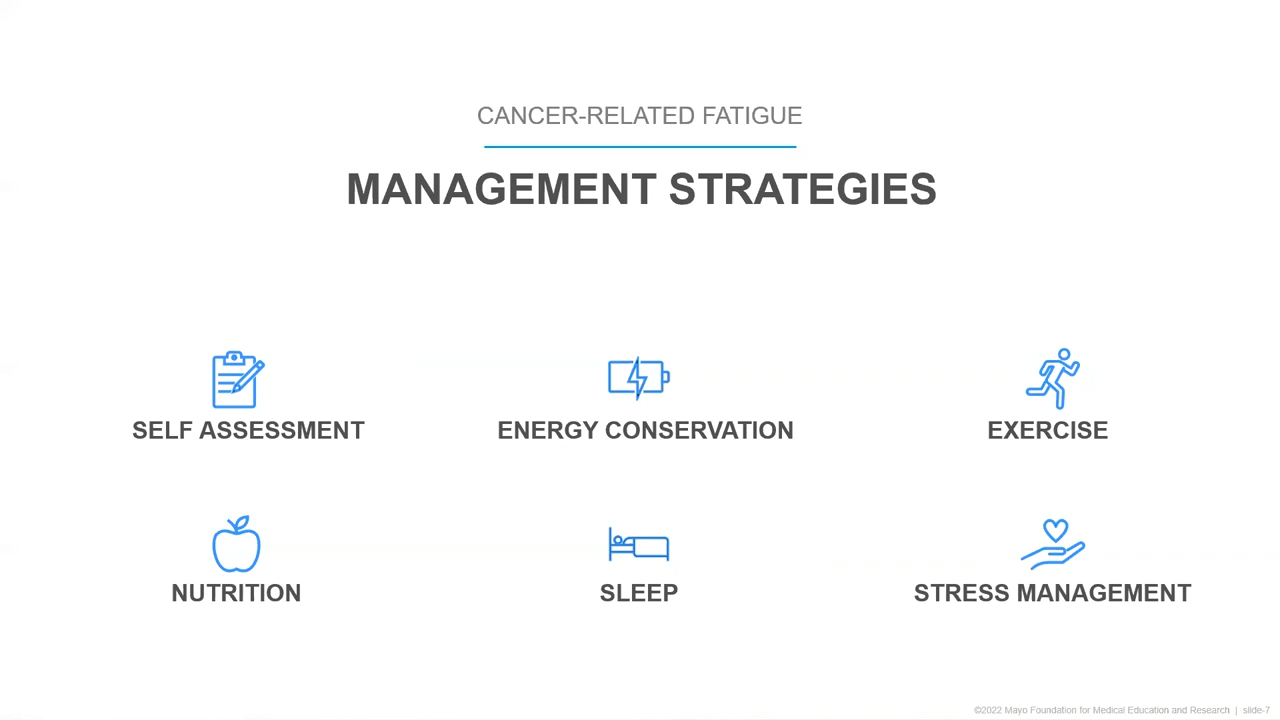 CANCER-RELATED FATIGUE
MANAGEMENT STRATEGIES
SELF ASSESSMENT
ENERGY CONSERVATION
EXERCISE
NUTRITION
SLEEP
STRESS MANAGEMENT
©2022 Mayo Foundation for Medical Education and Research | slide-7